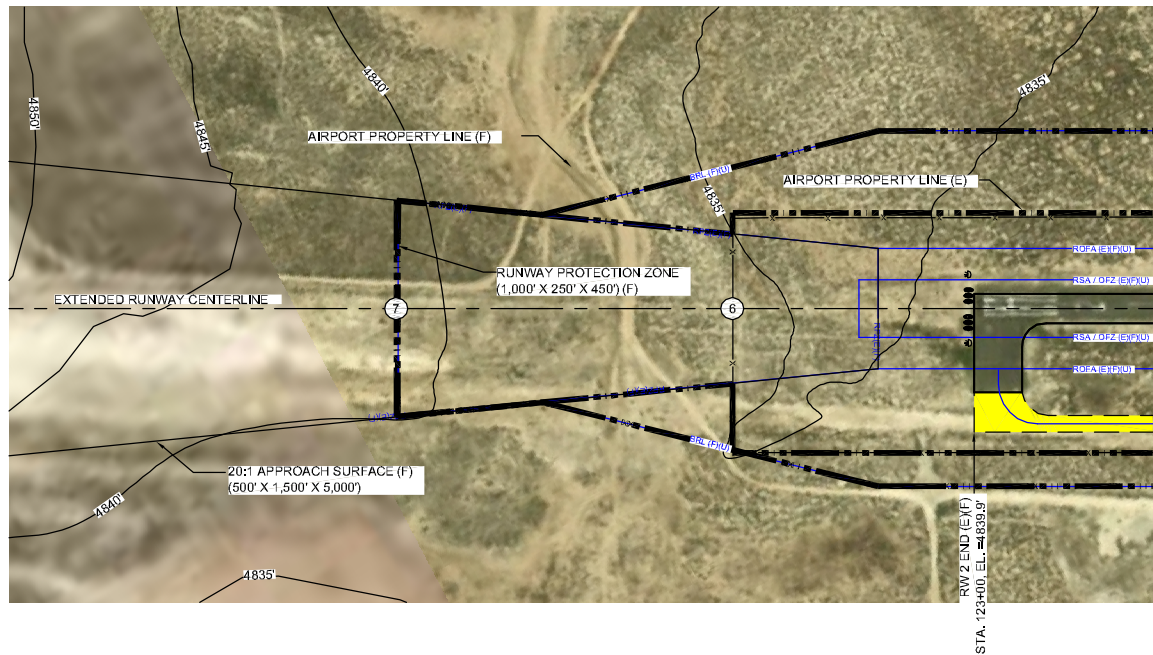 4850'
4845'
4840'
4835'
AIRPORT PROPERTY LINE (F)
BRL (F)(U)
4835'
AIRPORT PROPERTY LINE (E)
ROFA (E)(F)(U)
RUNWAY PROTECTION ZONE
(1,000' X 250' X 450') (F)
RSA / OFZ (E)(F)(U)
EXTENDED RUNWAY CENTERLINE
7
6
RSA / OFZ (E)(F)(U)
ROFA (E)(F)(U)
BRL (F)(U)
20:1 APPROACH SURFACE (F)
(500' X 1,500' X 5,000')
4840'
4835'
RW 2 END (E)(F)
STA. 123+00, EL. =4839.9'